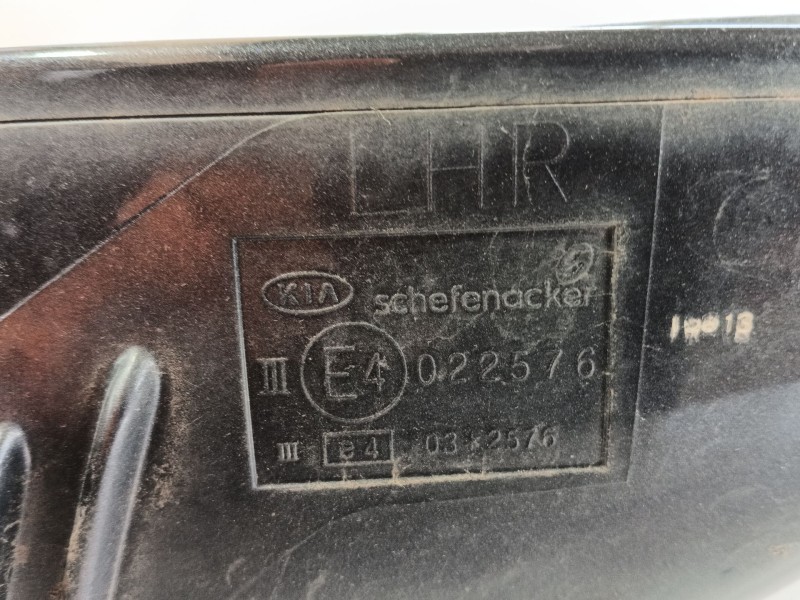 LHR
KIA schefenacker
III E4 022576
III e4 03*2576